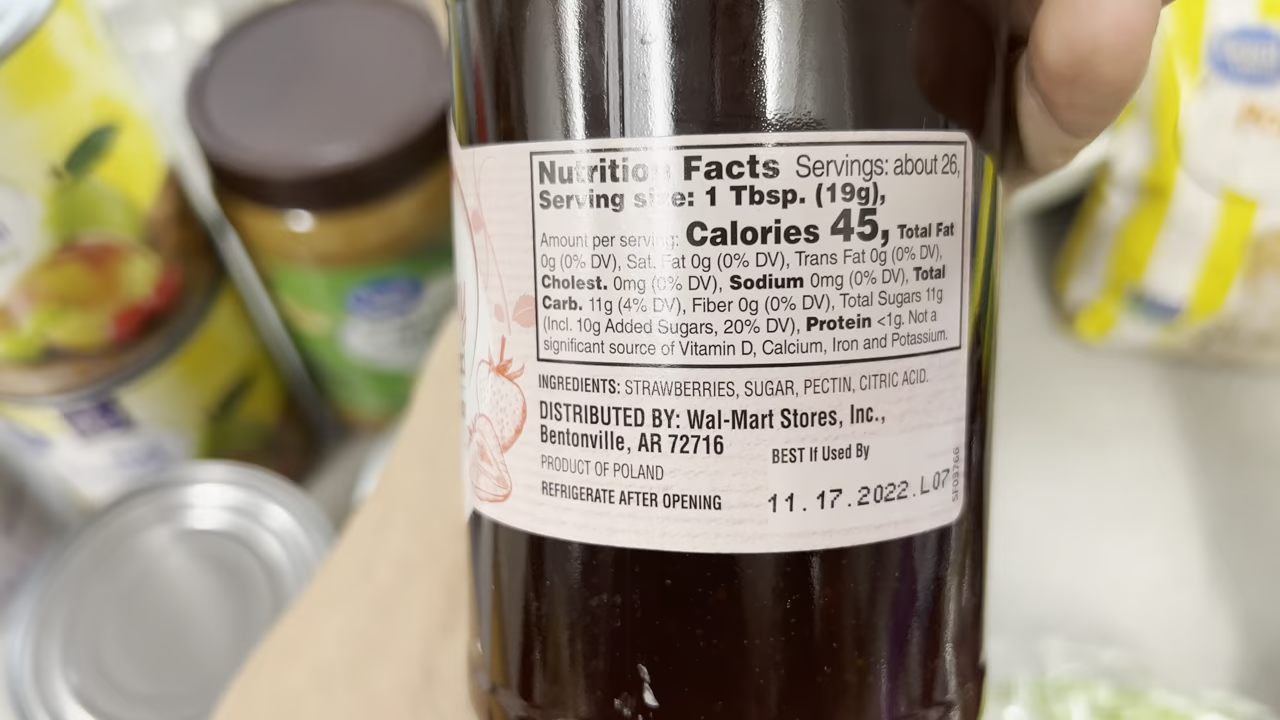 Nutrition Facts Servings: about 26,
Serving size: 1 Tbsp. (19g),
Amount per serving: Calories 45, Total Fat
0g (0% DV), Sat. Fat 0g (0% DV), Trans Fat 0g (0% DV),
Cholest. 0mg (0% DV), Sodium 0mg (0% DV), Total
Carb. 11g (4% DV), Fiber 0g (0% DV), Total Sugars 11g
(Incl. 10g Added Sugars, 20% DV), Protein <1g. Not a
significant source of Vitamin D, Calcium, Iron and Potassium.
INGREDIENTS: STRAWBERRIES, SUGAR, PECTIN, CITRIC ACID.
DISTRIBUTED BY: Wal-Mart Stores, Inc.,
Bentonville, AR 72716
PRODUCT OF POLAND
REFRIGERATE AFTER OPENING
BEST If Used By
11.17.2022.L07